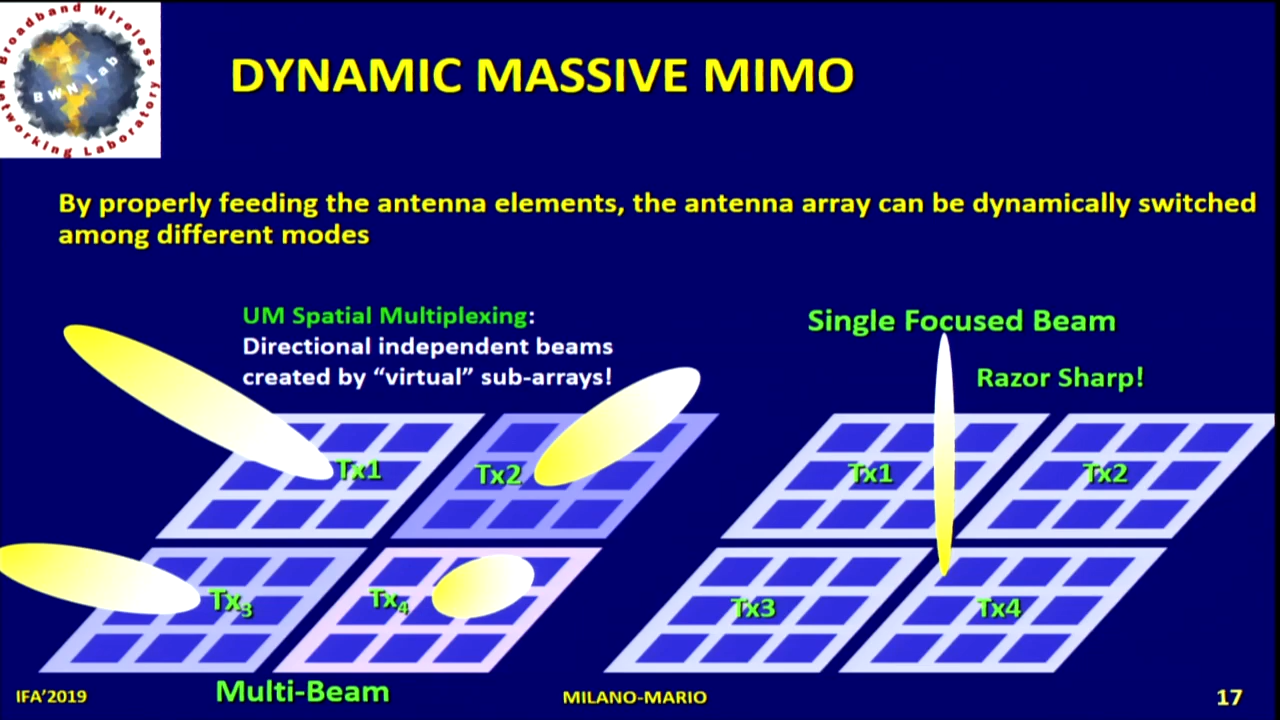 Broadband Wireless
Networking Laboratory
BWN Lab
DYNAMIC MASSIVE MIMO
By properly feeding the antenna elements, the antenna array can be dynamically switched
among different modes
UM Spatial Multiplexing:
Directional independent beams
created by “virtual” sub-arrays!
Single Focused Beam
Razor Sharp!
Tx1
Tx2
Tx1
Tx2
Tx3
Tx4
Tx3
Tx4
Multi-Beam
IFA’2019
MILANO-MARIO
17